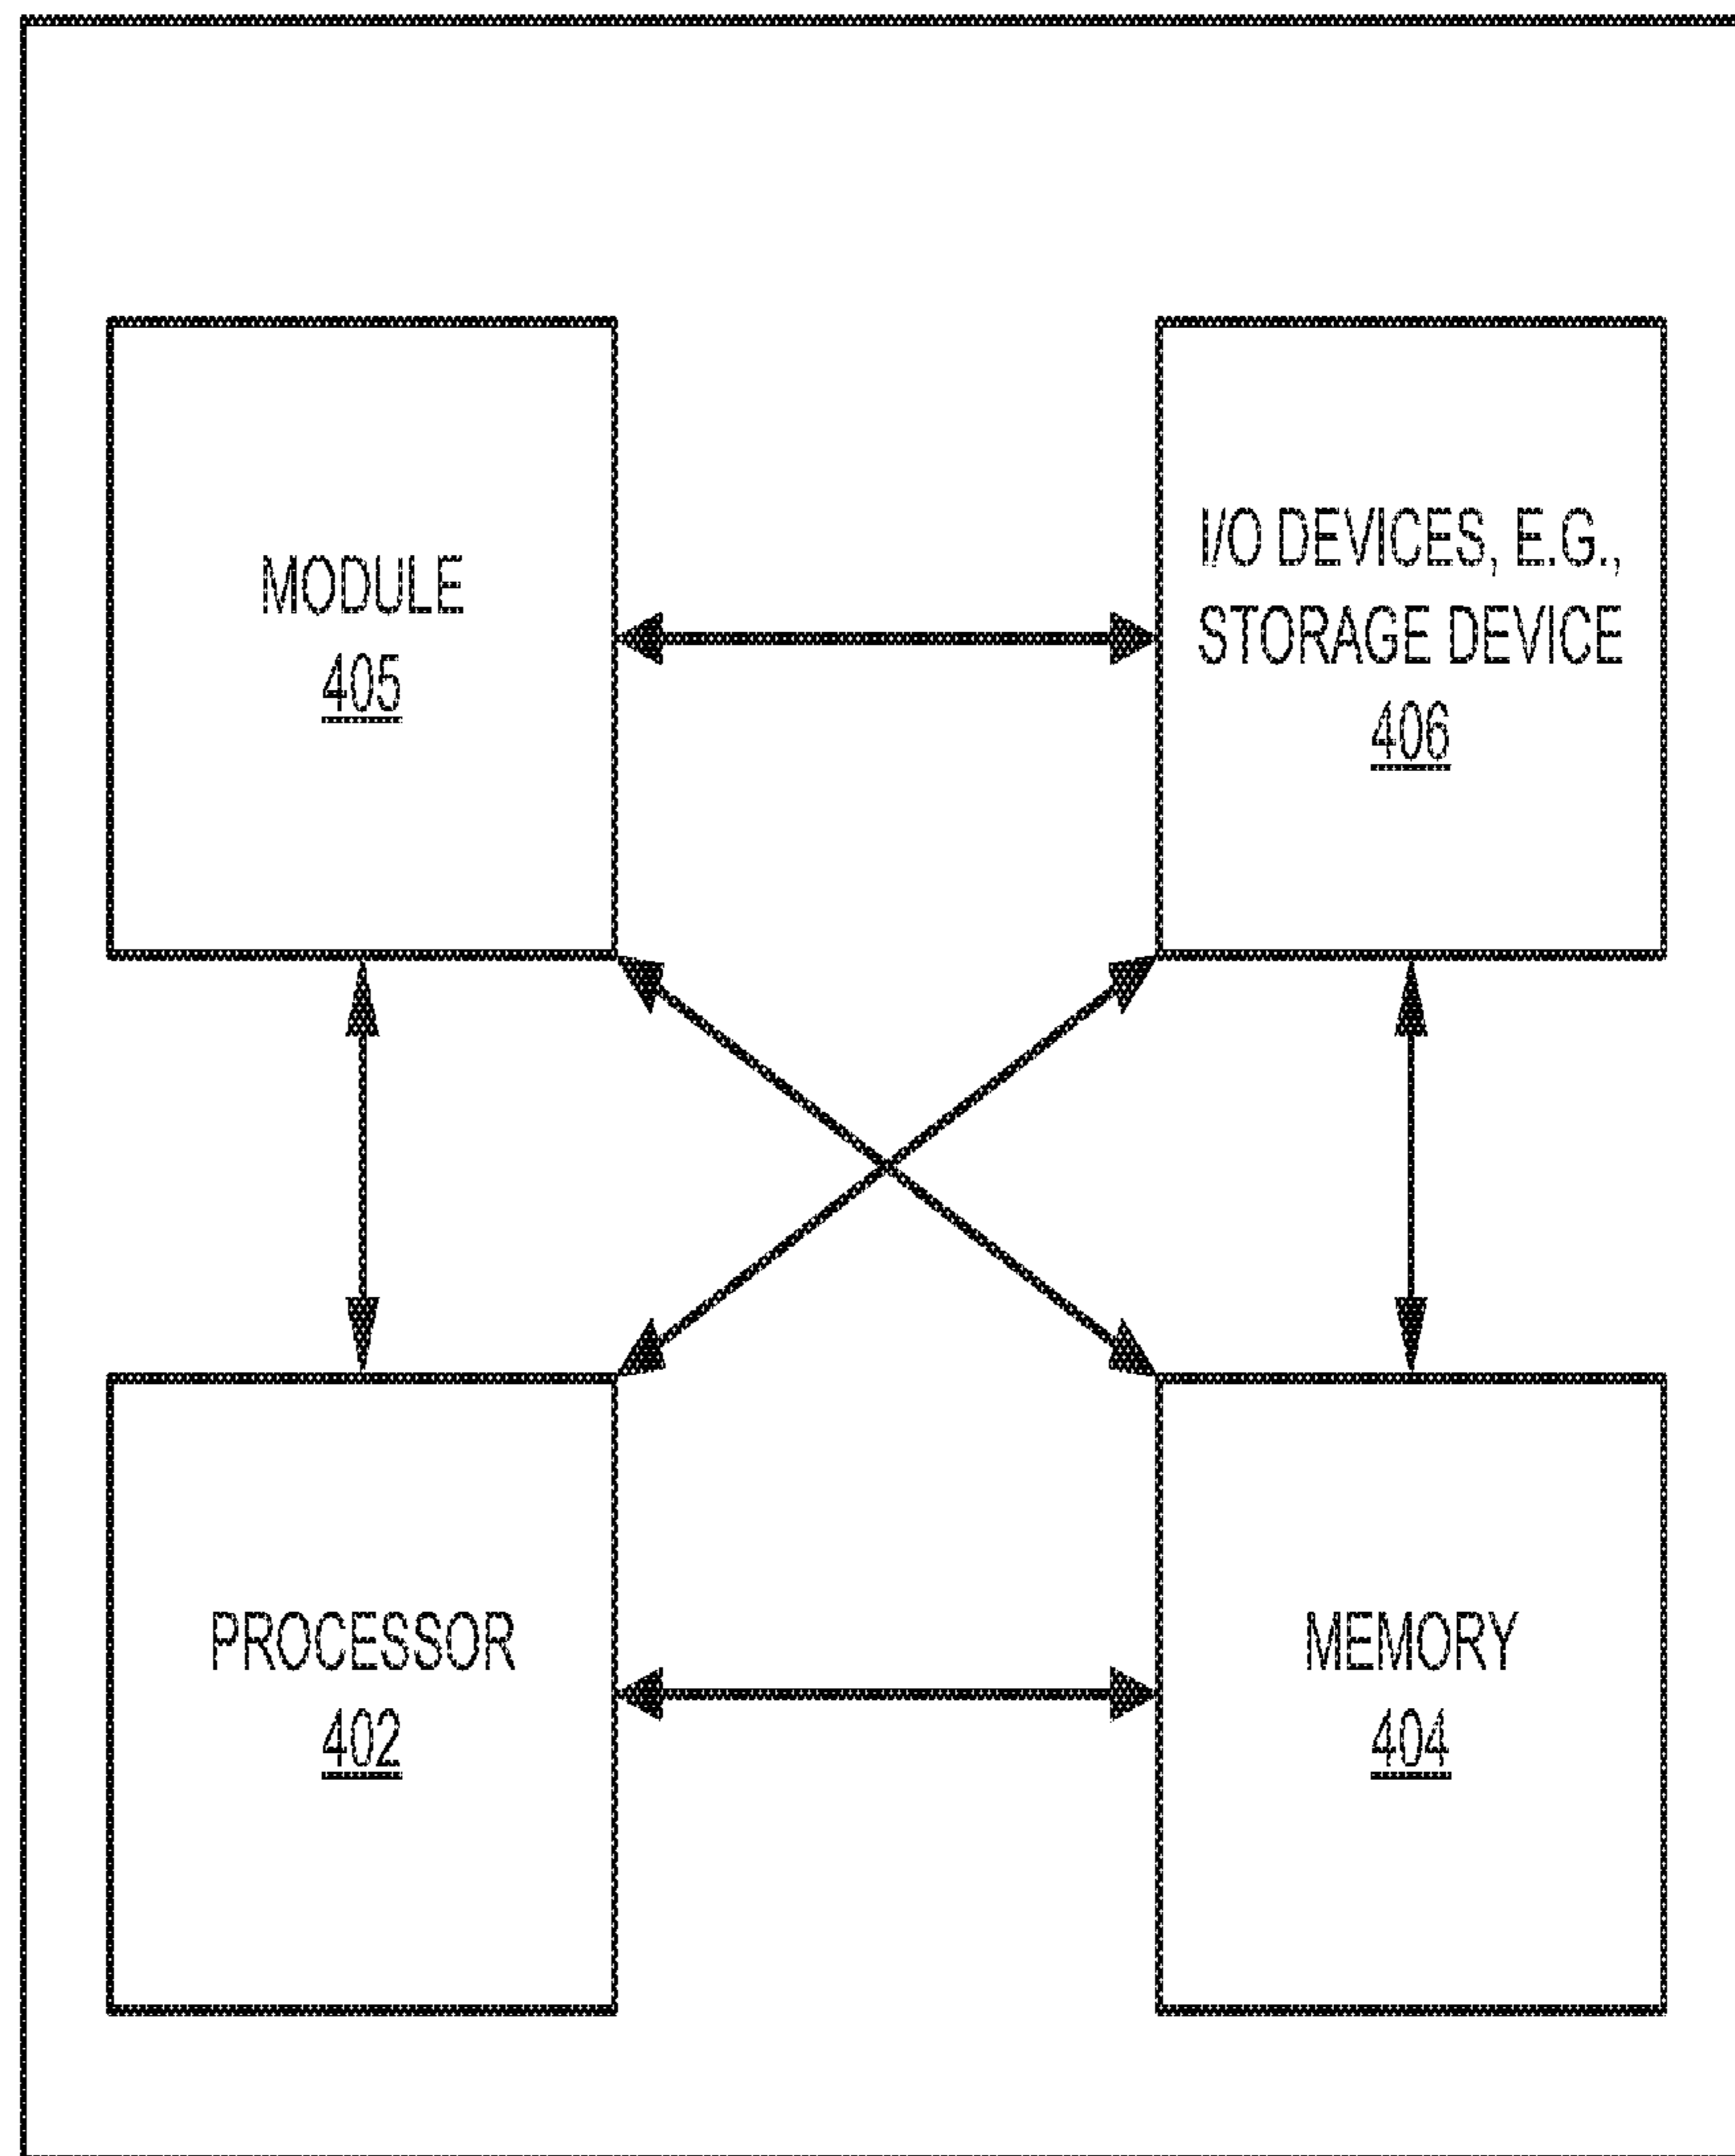 MODULE
405
I/O DEVICES, E.G.,
STORAGE DEVICE
406
PROCESSOR
402
MEMORY
404